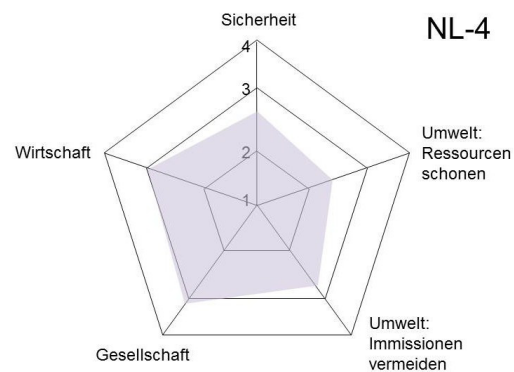 Sicherheit
NL-4
4
3
2
1
Wirtschaft
Umwelt:
Ressourcen
schonen
Umwelt:
Immissionen
vermeiden
Gesellschaft